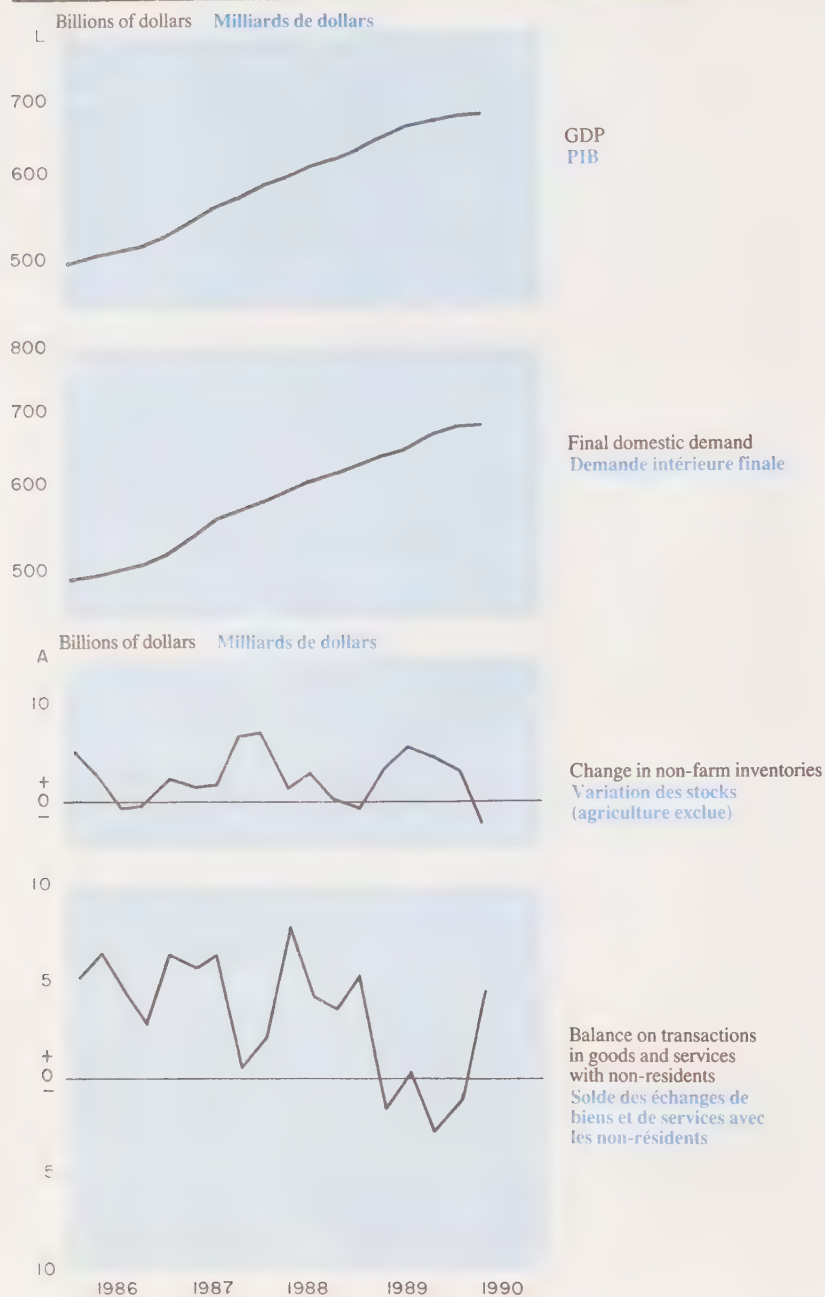 Billions of dollars Milliards de dollars
L
700
600
500
GDP
PIB
800
700
600
500
Final domestic demand
Demande intérieure finale
Billions of dollars Milliards de dollars
A
10
+
0
−
Change in non-farm inventories
Variation des stocks
(agriculture exclue)
10
5
+
0
−
5
10
Balance on transactions
in goods and services
with non-residents
Solde des échanges de
biens et de services avec
les non-résidents
1986 1987 1988 1989 1990